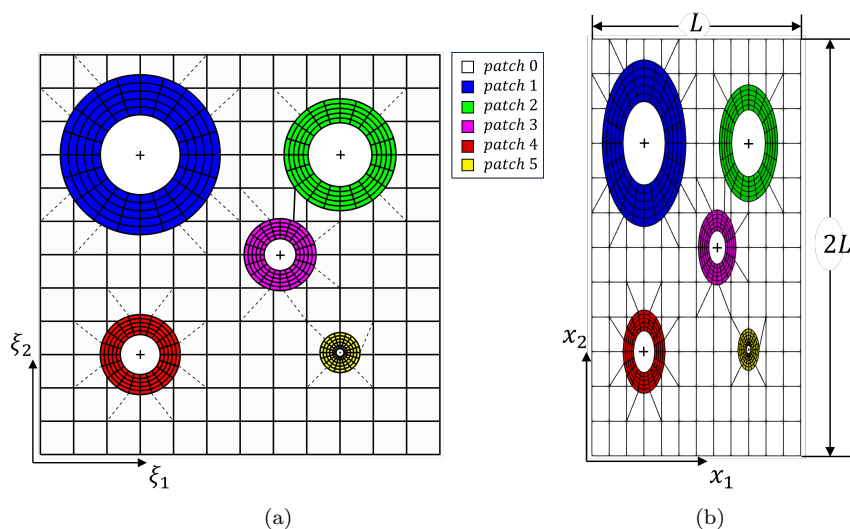 patch 0
patch 1
patch 2
patch 3
patch 4
patch 5
ξ₂
ξ₁
(a)
L
2L
x₂
x₁
(b)